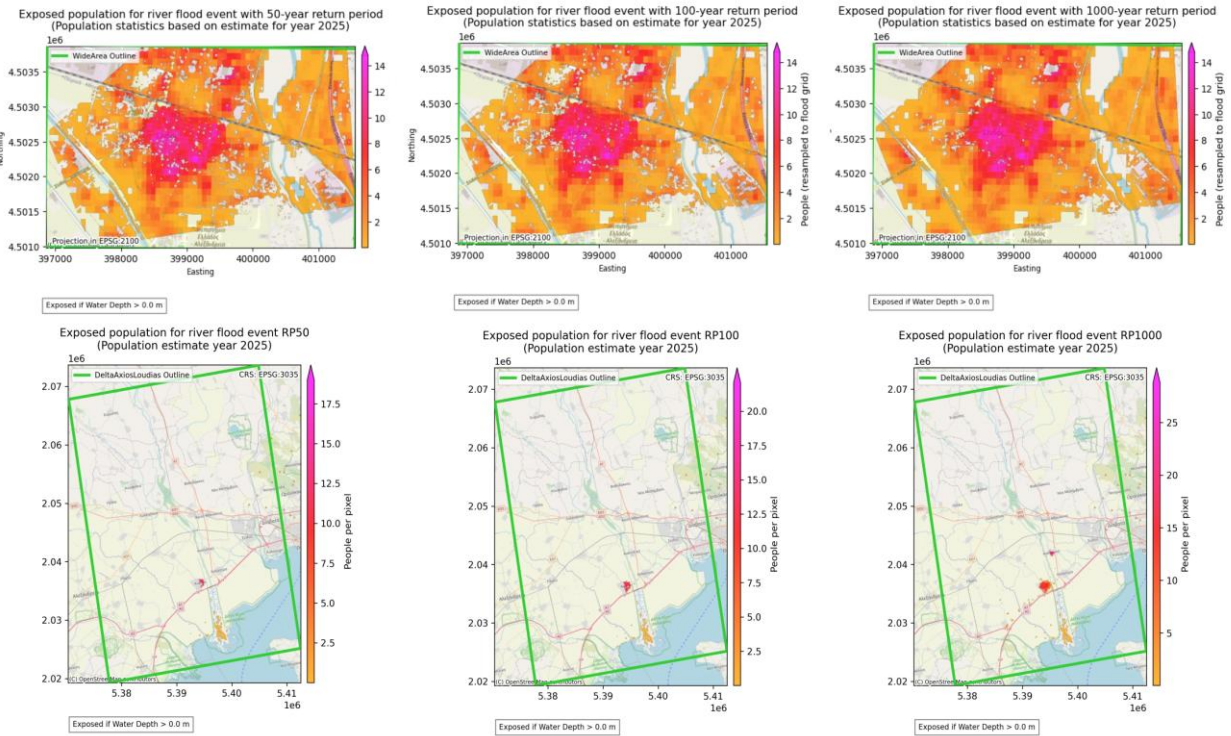 Exposed population for river flood event with 50-year return period
(Population statistics based on estimate for year 2025)
1e6
WideArea Outline
4.5035
4.5030
4.5025
4.5020
4.5015
4.5010
Northing
Projection in EPSG:2100
397000 398000 399000 400000 401000
Easting
14
12
10
8
6
4
2
Exposed if Water Depth > 0.0 m
Exposed population for river flood event with 100-year return period
(Population statistics based on estimate for year 2025)
1e6
WideArea Outline
4.5035
4.5030
4.5025
4.5020
4.5015
4.5010
Northing
Projection in EPSG:2100
397000 398000 399000 400000 401000
Easting
14
12
10
8
6
4
2
People (resampled to flood grid)
Exposed if Water Depth > 0.0 m
Exposed population for river flood event with 1000-year return period
(Population statistics based on estimate for year 2025)
1e6
WideArea Outline
4.5035
4.5030
4.5025
4.5020
4.5015
4.5010
Projection in EPSG:2100
397000 398000 399000 400000 401000
Easting
14
12
10
8
6
4
2
People (resampled to flood grid)
Exposed if Water Depth > 0.0 m
Exposed population for river flood event RP50
(Population estimate year 2025)
1e6
DeltaAxiosLoudias Outline
CRS: EPSG:3035
2.07
2.06
2.05
2.04
2.03
2.02
(C) OpenStreetMap contributors
5.38 5.39 5.40 5.41
1e6
17.5
15.0
12.5
10.0
7.5
5.0
2.5
People per pixel
Exposed if Water Depth > 0.0 m
Exposed population for river flood event RP100
(Population estimate year 2025)
1e6
DeltaAxiosLoudias Outline
CRS: EPSG:3035
2.07
2.06
2.05
2.04
2.03
2.02
(C) OpenStreetMap contributors
5.38 5.39 5.40 5.41
1e6
20.0
17.5
15.0
12.5
10.0
7.5
5.0
2.5
People per pixel
Exposed if Water Depth > 0.0 m
Exposed population for river flood event RP1000
(Population estimate year 2025)
1e6
DeltaAxiosLoudias Outline
CRS: EPSG:3035
2.07
2.06
2.05
2.04
2.03
2.02
(C) OpenStreetMap contributors
5.38 5.39 5.40 5.41
1e6
25
20
15
10
5
People per pixel
Exposed if Water Depth > 0.0 m